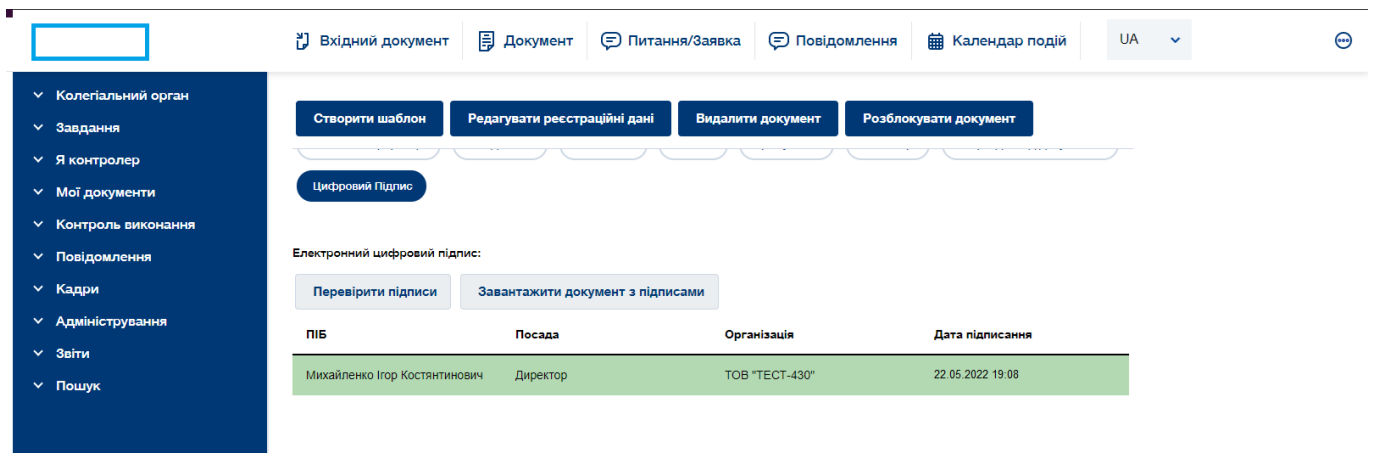 Вхідний документ Документ Питання/Заявка Повідомлення Календар подій UA
Колегіальний орган
Завдання
Я контролер
Мої документи
Контроль виконання
Повідомлення
Кадри
Адміністрування
Звіти
Пошук
Створити шаблон Редагувати реєстраційні дані Видалити документ Розблокувати документ
Цифровий Підпис
Електронний цифровий підпис:
Перевірити підписи Завантажити документ з підписами
ПІБ Посада Організація Дата підписання
Михайленко Ігор Костянтинович Директор ТОВ "ТЕСТ-430" 22.05.2022 19:08